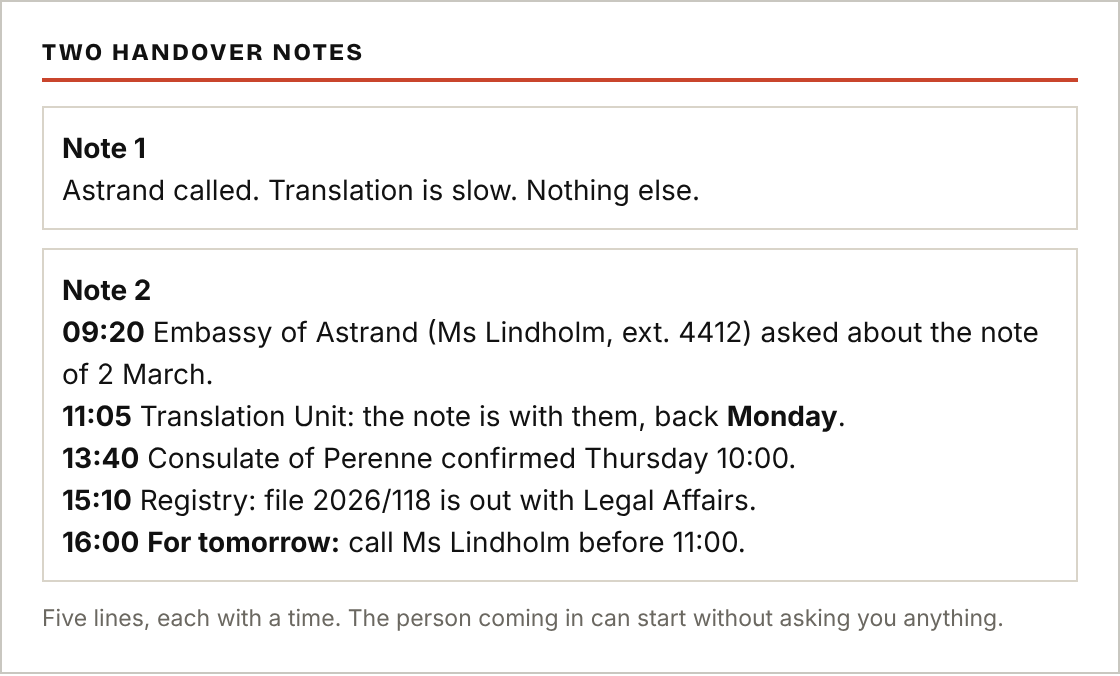 TWO HANDOVER NOTES
Note 1
Astrand called. Translation is slow. Nothing else.
Note 2
09:20 Embassy of Astrand (Ms Lindholm, ext. 4412) asked about the note
of 2 March.
11:05 Translation Unit: the note is with them, back Monday.
13:40 Consulate of Perenne confirmed Thursday 10:00.
15:10 Registry: file 2026/118 is out with Legal Affairs.
16:00 For tomorrow: call Ms Lindholm before 11:00.
Five lines, each with a time. The person coming in can start without asking you anything.